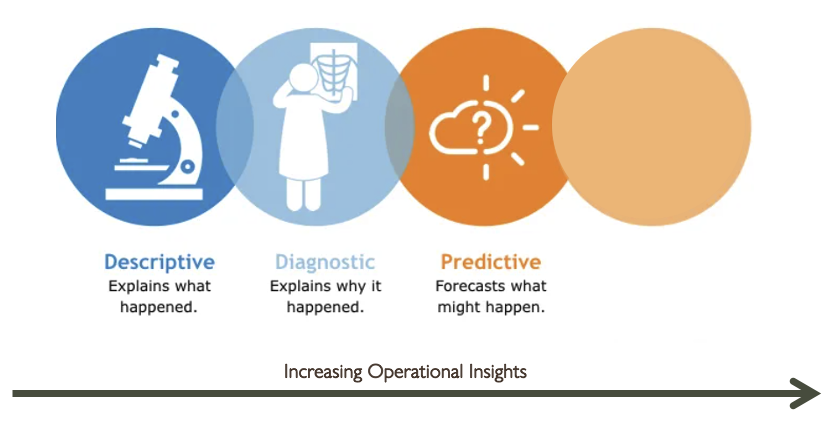 ?
Descriptive
Explains what
happened.
Diagnostic
Explains why it
happened.
Predictive
Forecasts what
might happen.
Increasing Operational Insights